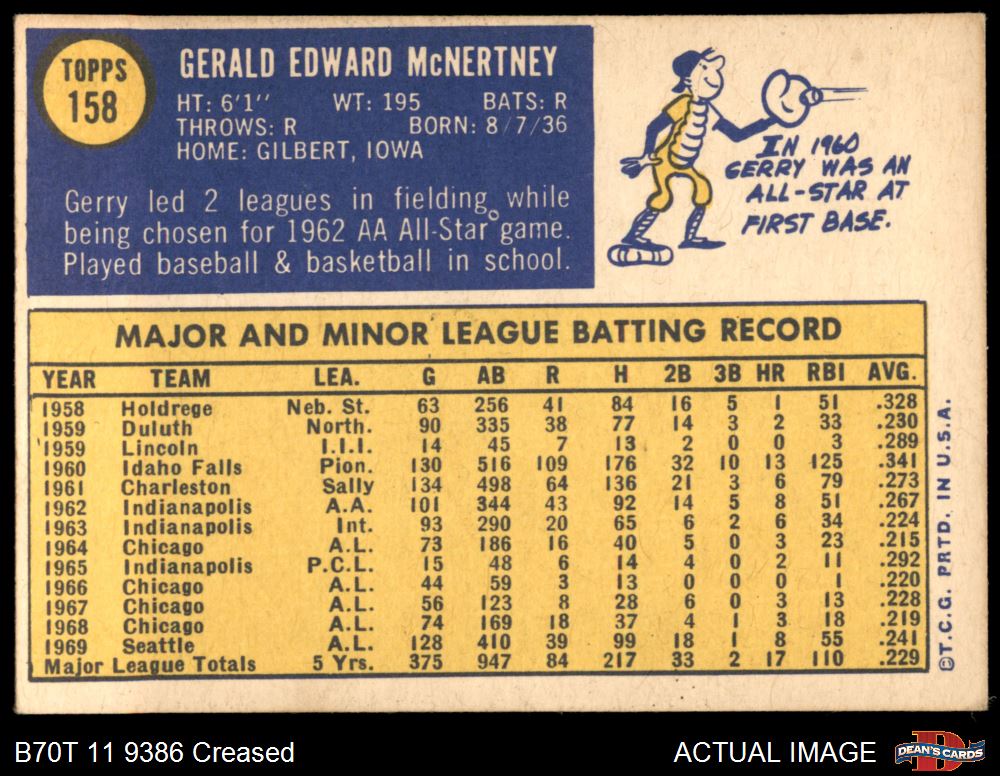 TOPPS
158
GERALD EDWARD McNERTNEY
HT: 6'1'' WT: 195 BATS: R
THROWS: R BORN: 8/7/36
HOME: GILBERT, IOWA
Gerry led 2 leagues in fielding while
being chosen for 1962 AA All-Star game.
Played baseball & basketball in school.
IN 1960
GERRY WAS AN
ALL-STAR AT
FIRST BASE.
MAJOR AND MINOR LEAGUE BATTING RECORD
YEAR TEAM LEA. G AB R H 2B 3B HR RBI AVG.
1958 Holdrege Neb. St. 63 256 41 84 16 5 1 51 .328
1959 Duluth North. 90 335 38 77 14 3 2 33 .230
1959 Lincoln I.I.I. 14 45 7 13 2 0 0 3 .289
1960 Idaho Falls Pion. 130 516 109 176 32 10 13 125 .341
1961 Charleston Sally 134 498 64 136 21 3 6 79 .273
1962 Indianapolis A.A. 101 344 43 92 14 5 8 51 .267
1963 Indianapolis Int. 93 290 20 65 6 2 6 34 .224
1964 Chicago A.L. 73 186 16 40 5 0 3 23 .215
1965 Indianapolis P.C.L. 15 48 6 14 4 0 2 11 .292
1966 Chicago A.L. 44 59 3 13 0 0 0 1 .220
1967 Chicago A.L. 56 123 8 28 6 0 3 13 .228
1968 Chicago A.L. 74 169 18 37 4 1 3 18 .219
1969 Seattle A.L. 128 410 39 99 18 1 8 55 .241
Major League Totals 5 Yrs. 375 947 84 217 33 2 17 110 .229
©T.C.G. PRTD. IN U.S.A.
B70T 11 9386 Creased
ACTUAL IMAGE
DEAN'S CARDS